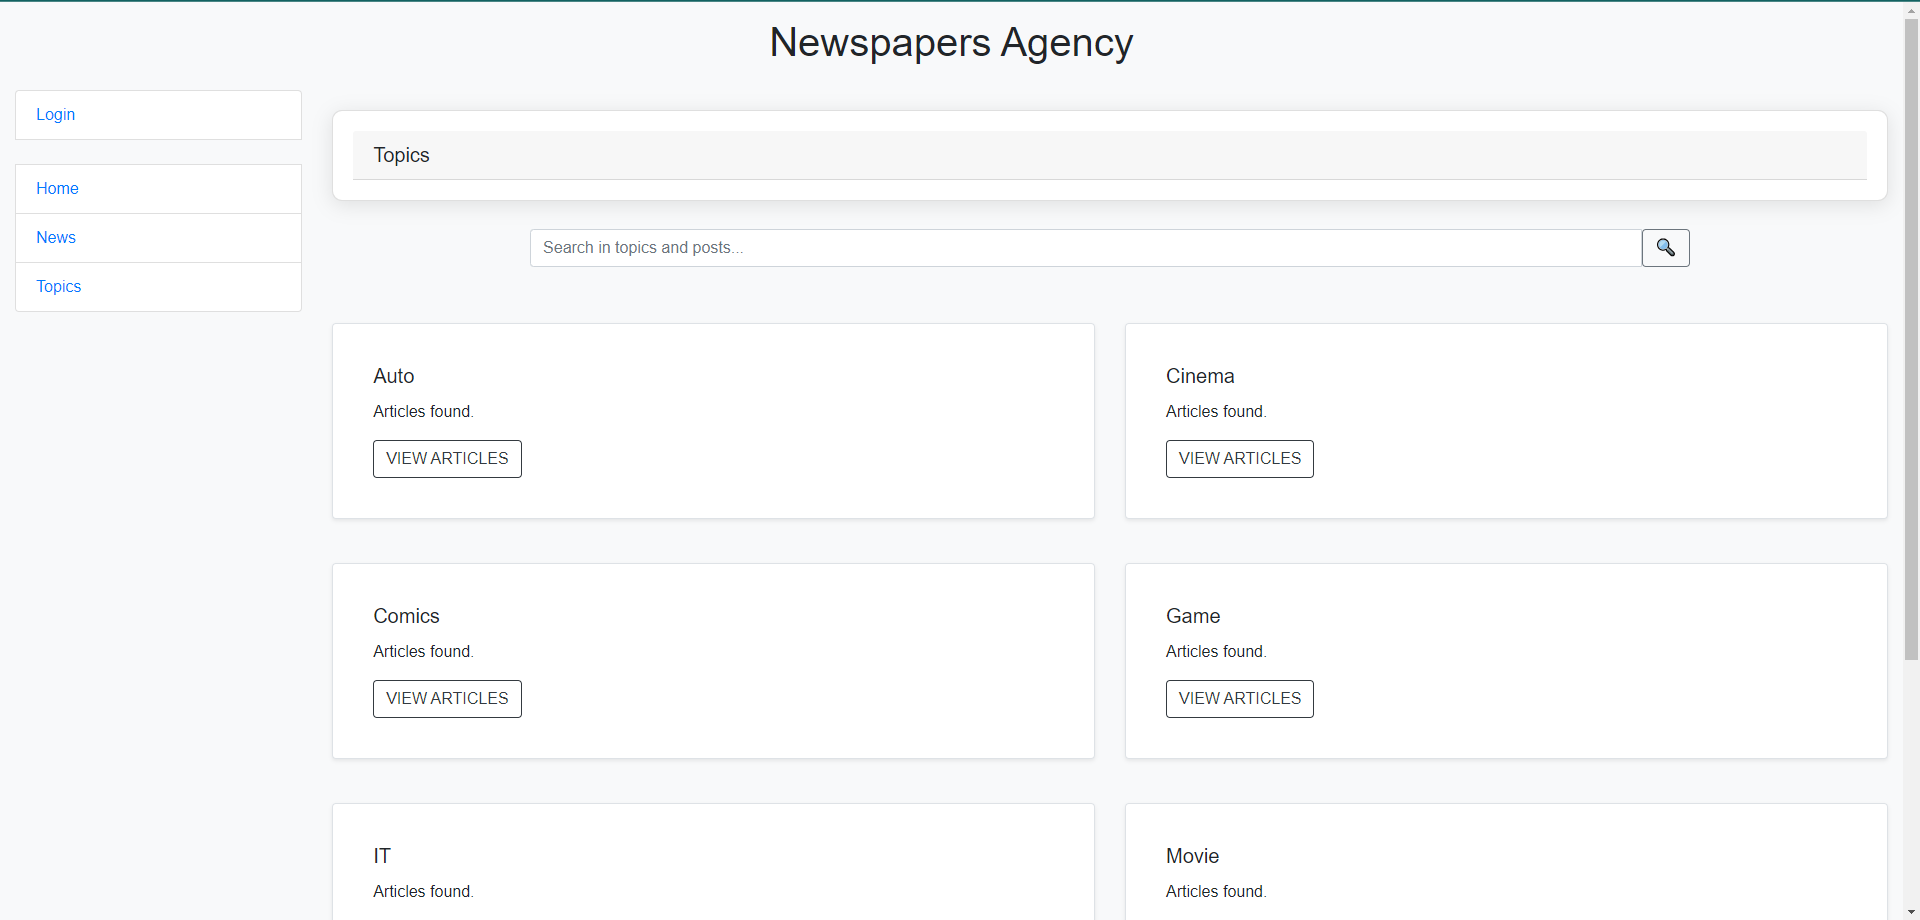 Newspapers Agency
Login
Home
News
Topics
Topics
Search in topics and posts...
Auto
Articles found.
VIEW ARTICLES
Cinema
Articles found.
VIEW ARTICLES
Comics
Articles found.
VIEW ARTICLES
Game
Articles found.
VIEW ARTICLES
IT
Articles found.
Movie
Articles found.